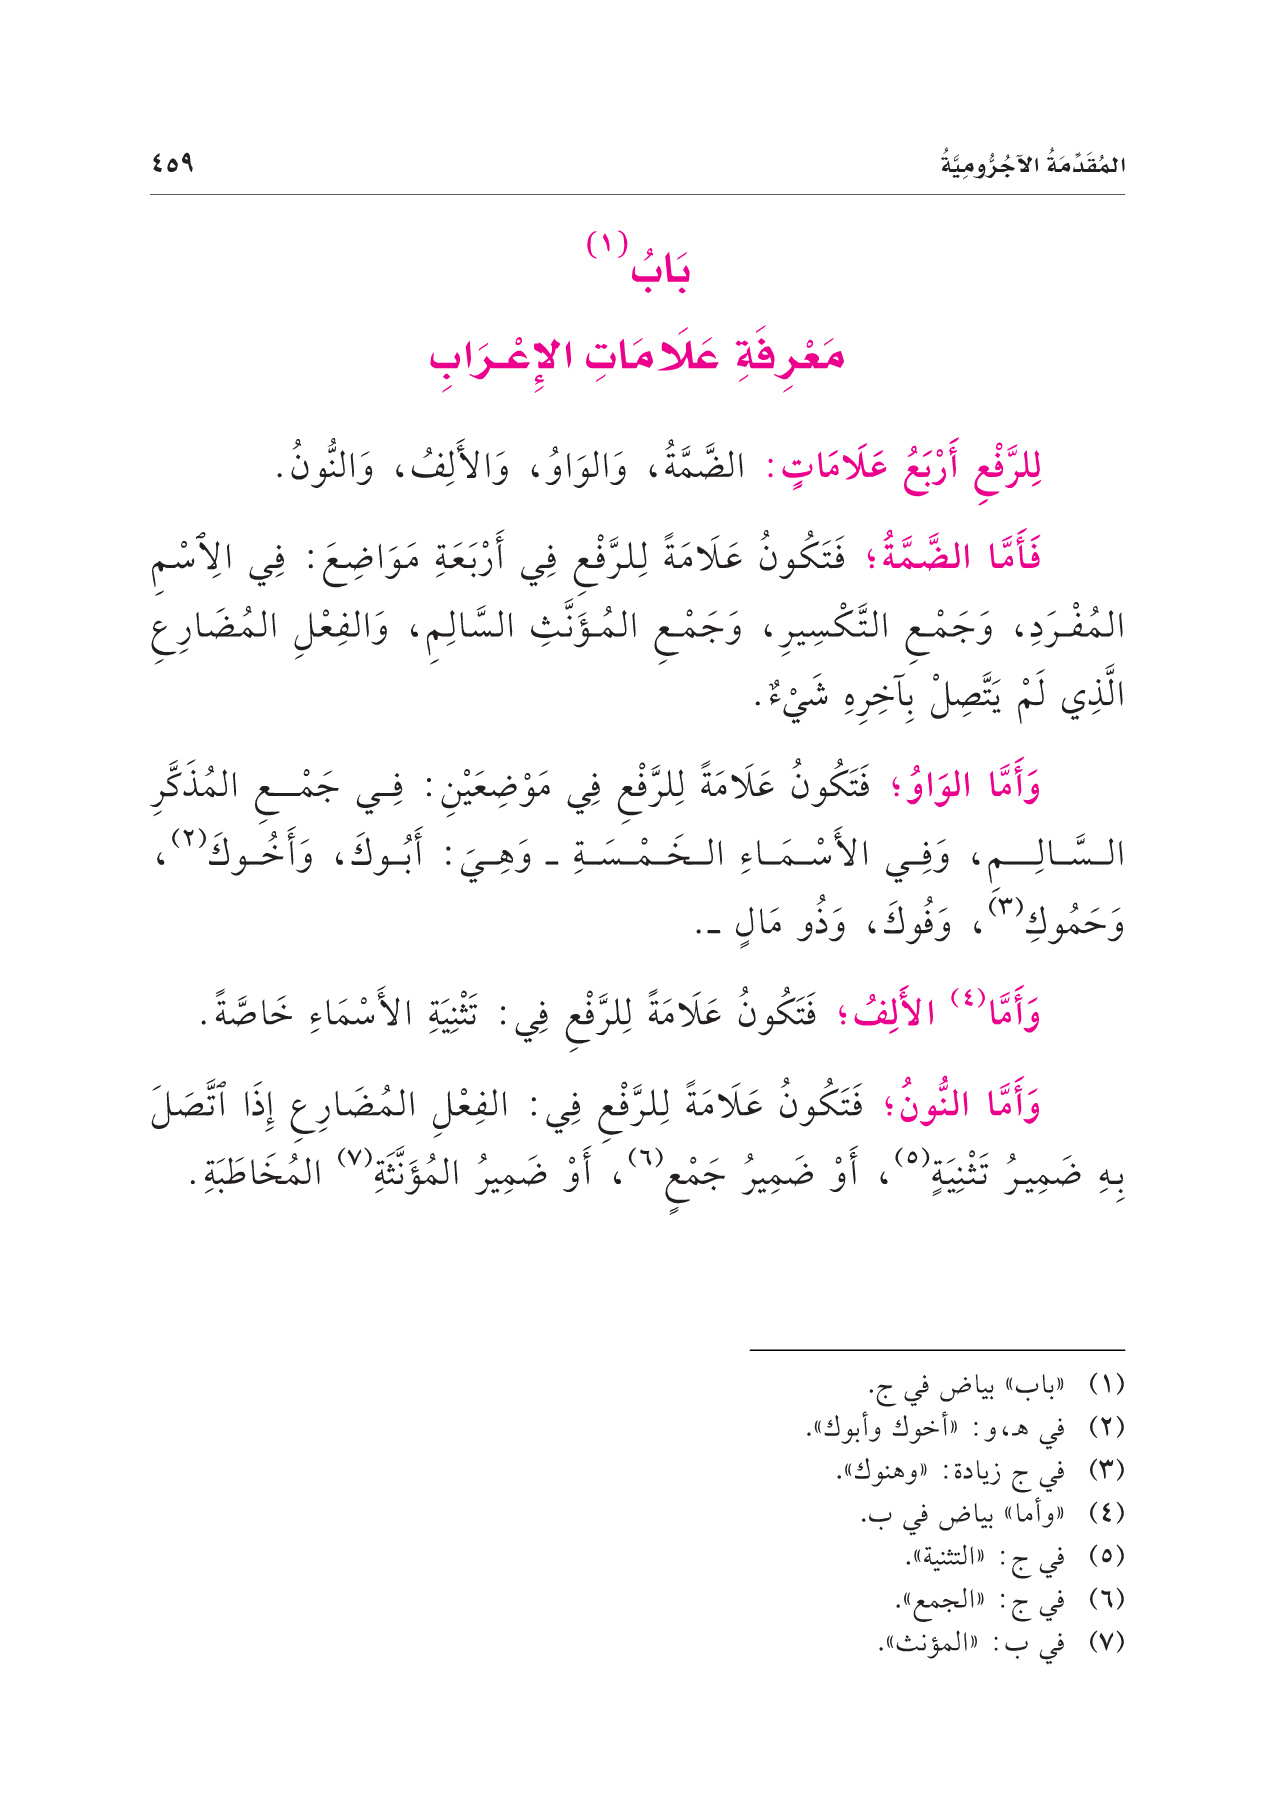 المُقَدِّمَةُ الآجُرُّومِيَّةُ ٤٥٩
بَابُ(١)
مَعْرِفَةِ عَلَامَاتِ الإِعْرَابِ
لِلرَّفْعِ أَرْبَعُ عَلَامَاتٍ: الضَّمَّةُ، وَالوَاوُ، وَالأَلِفُ، وَالنُّونُ.
فَأَمَّا الضَّمَّةُ؛ فَتَكُونُ عَلَامَةً لِلرَّفْعِ فِي أَرْبَعَةِ مَوَاضِعَ: فِي الِاسْمِ
المُفْرَدِ، وَجَمْعِ التَّكْسِيرِ، وَجَمْعِ المُؤَنَّثِ السَّالِمِ، وَالفِعْلِ المُضَارِعِ
الَّذِي لَمْ يَتَّصِلْ بِآخِرِهِ شَيْءٌ.
وَأَمَّا الوَاوُ؛ فَتَكُونُ عَلَامَةً لِلرَّفْعِ فِي مَوْضِعَيْنِ: فِي جَمْعِ المُذَكَّرِ
السَّالِمِ، وَفِي الأَسْمَاءِ الخَمْسَةِ ـ وَهِيَ: أَبُوكَ، وَأَخُوكَ(٢)،
وَحَمُوكَِ(٣)، وَفُوكَ، وَذُو مَالٍ ـ.
وَأَمَّا(٤) الأَلِفُ؛ فَتَكُونُ عَلَامَةً لِلرَّفْعِ فِي: تَثْنِيَةِ الأَسْمَاءِ خَاصَّةً.
وَأَمَّا النُّونُ؛ فَتَكُونُ عَلَامَةً لِلرَّفْعِ فِي: الفِعْلِ المُضَارِعِ إِذَا ٱتَّصَلَ
بِهِ ضَمِيرُ تَثْنِيَةٍ(٥)، أَوْ ضَمِيرُ جَمْعٍ(٦)، أَوْ ضَمِيرُ المُؤَنَّثَةِ(٧) المُخَاطَبَةِ.
(١) «باب» بياض في ج.
(٢) في هـ،و: «أخوك وأبوك».
(٣) في ج زيادة: «وهنوك».
(٤) «وأما» بياض في ب.
(٥) في ج: «التثنية».
(٦) في ج: «الجمع».
(٧) في ب: «المؤنث».